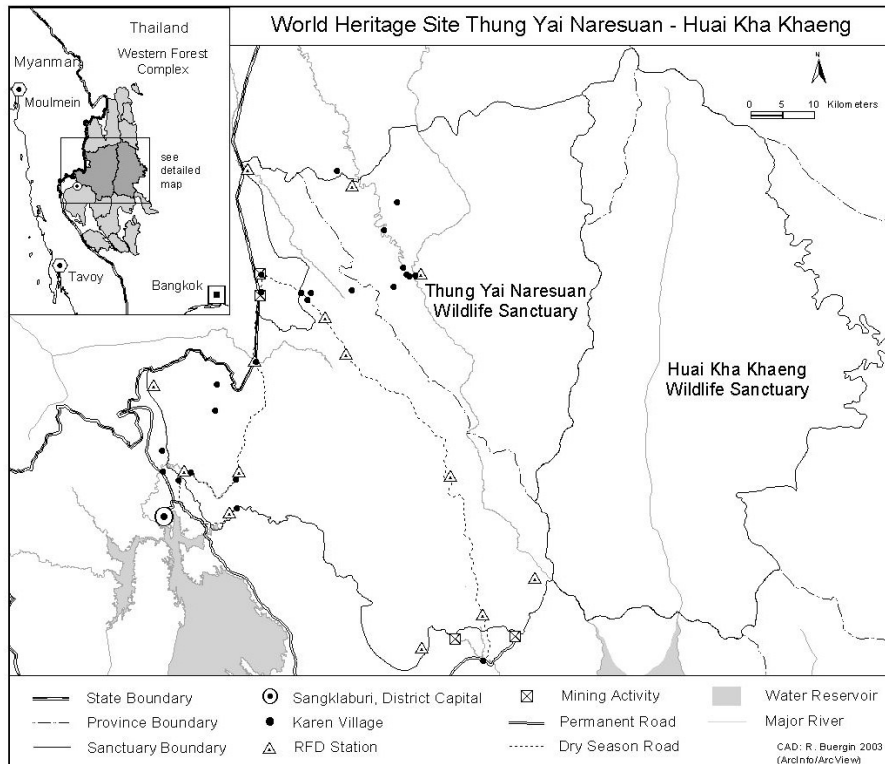 World Heritage Site Thung Yai Naresuan - Huai Kha Khaeng
Thailand
Western Forest
Complex
Myanmar
Moulmein
see
detailed
map
Tavoy
Bangkok
N
0 5 10 Kilometers
Thung Yai Naresuan
Wildlife Sanctuary
Huai Kha Khaeng
Wildlife Sanctuary
State Boundary
Province Boundary
Sanctuary Boundary
Sangklaburi, District Capital
Karen Village
RFD Station
Mining Activity
Permanent Road
Dry Season Road
Water Reservoir
Major River
CAD: R. Buergin 2003
(ArcInfo/ArcView)